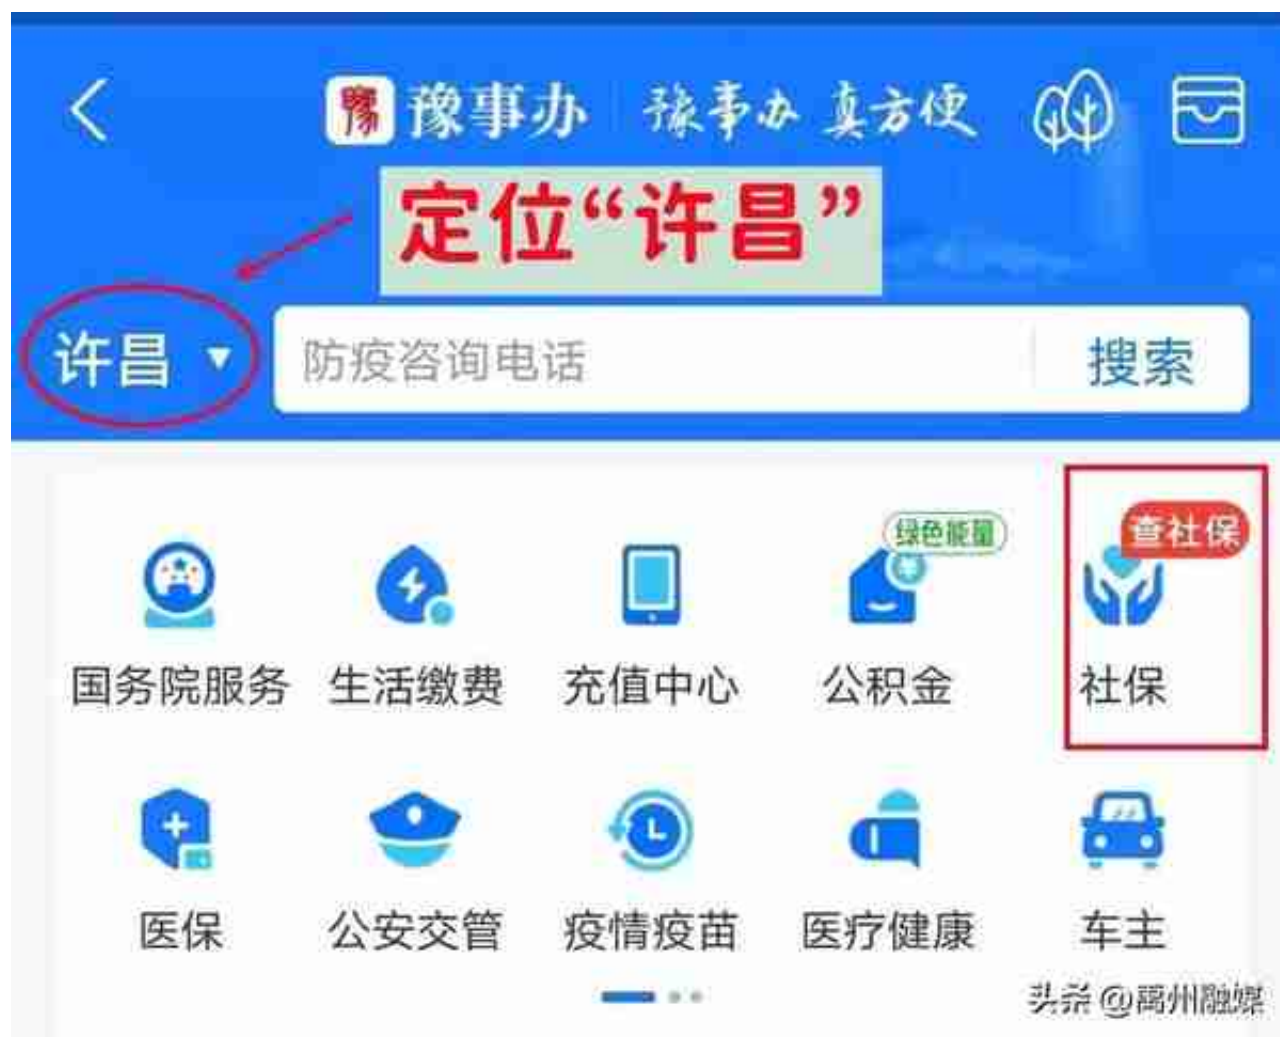 豫 豫事办 豫事办 真方便
定位“许昌”
许昌 防疫咨询电话 搜索
绿色能量 查社保
国务院服务 生活缴费 充值中心 公积金 社保
医保 公安交管 疫情疫苗 医疗健康 车主
头条 @禹州融媒